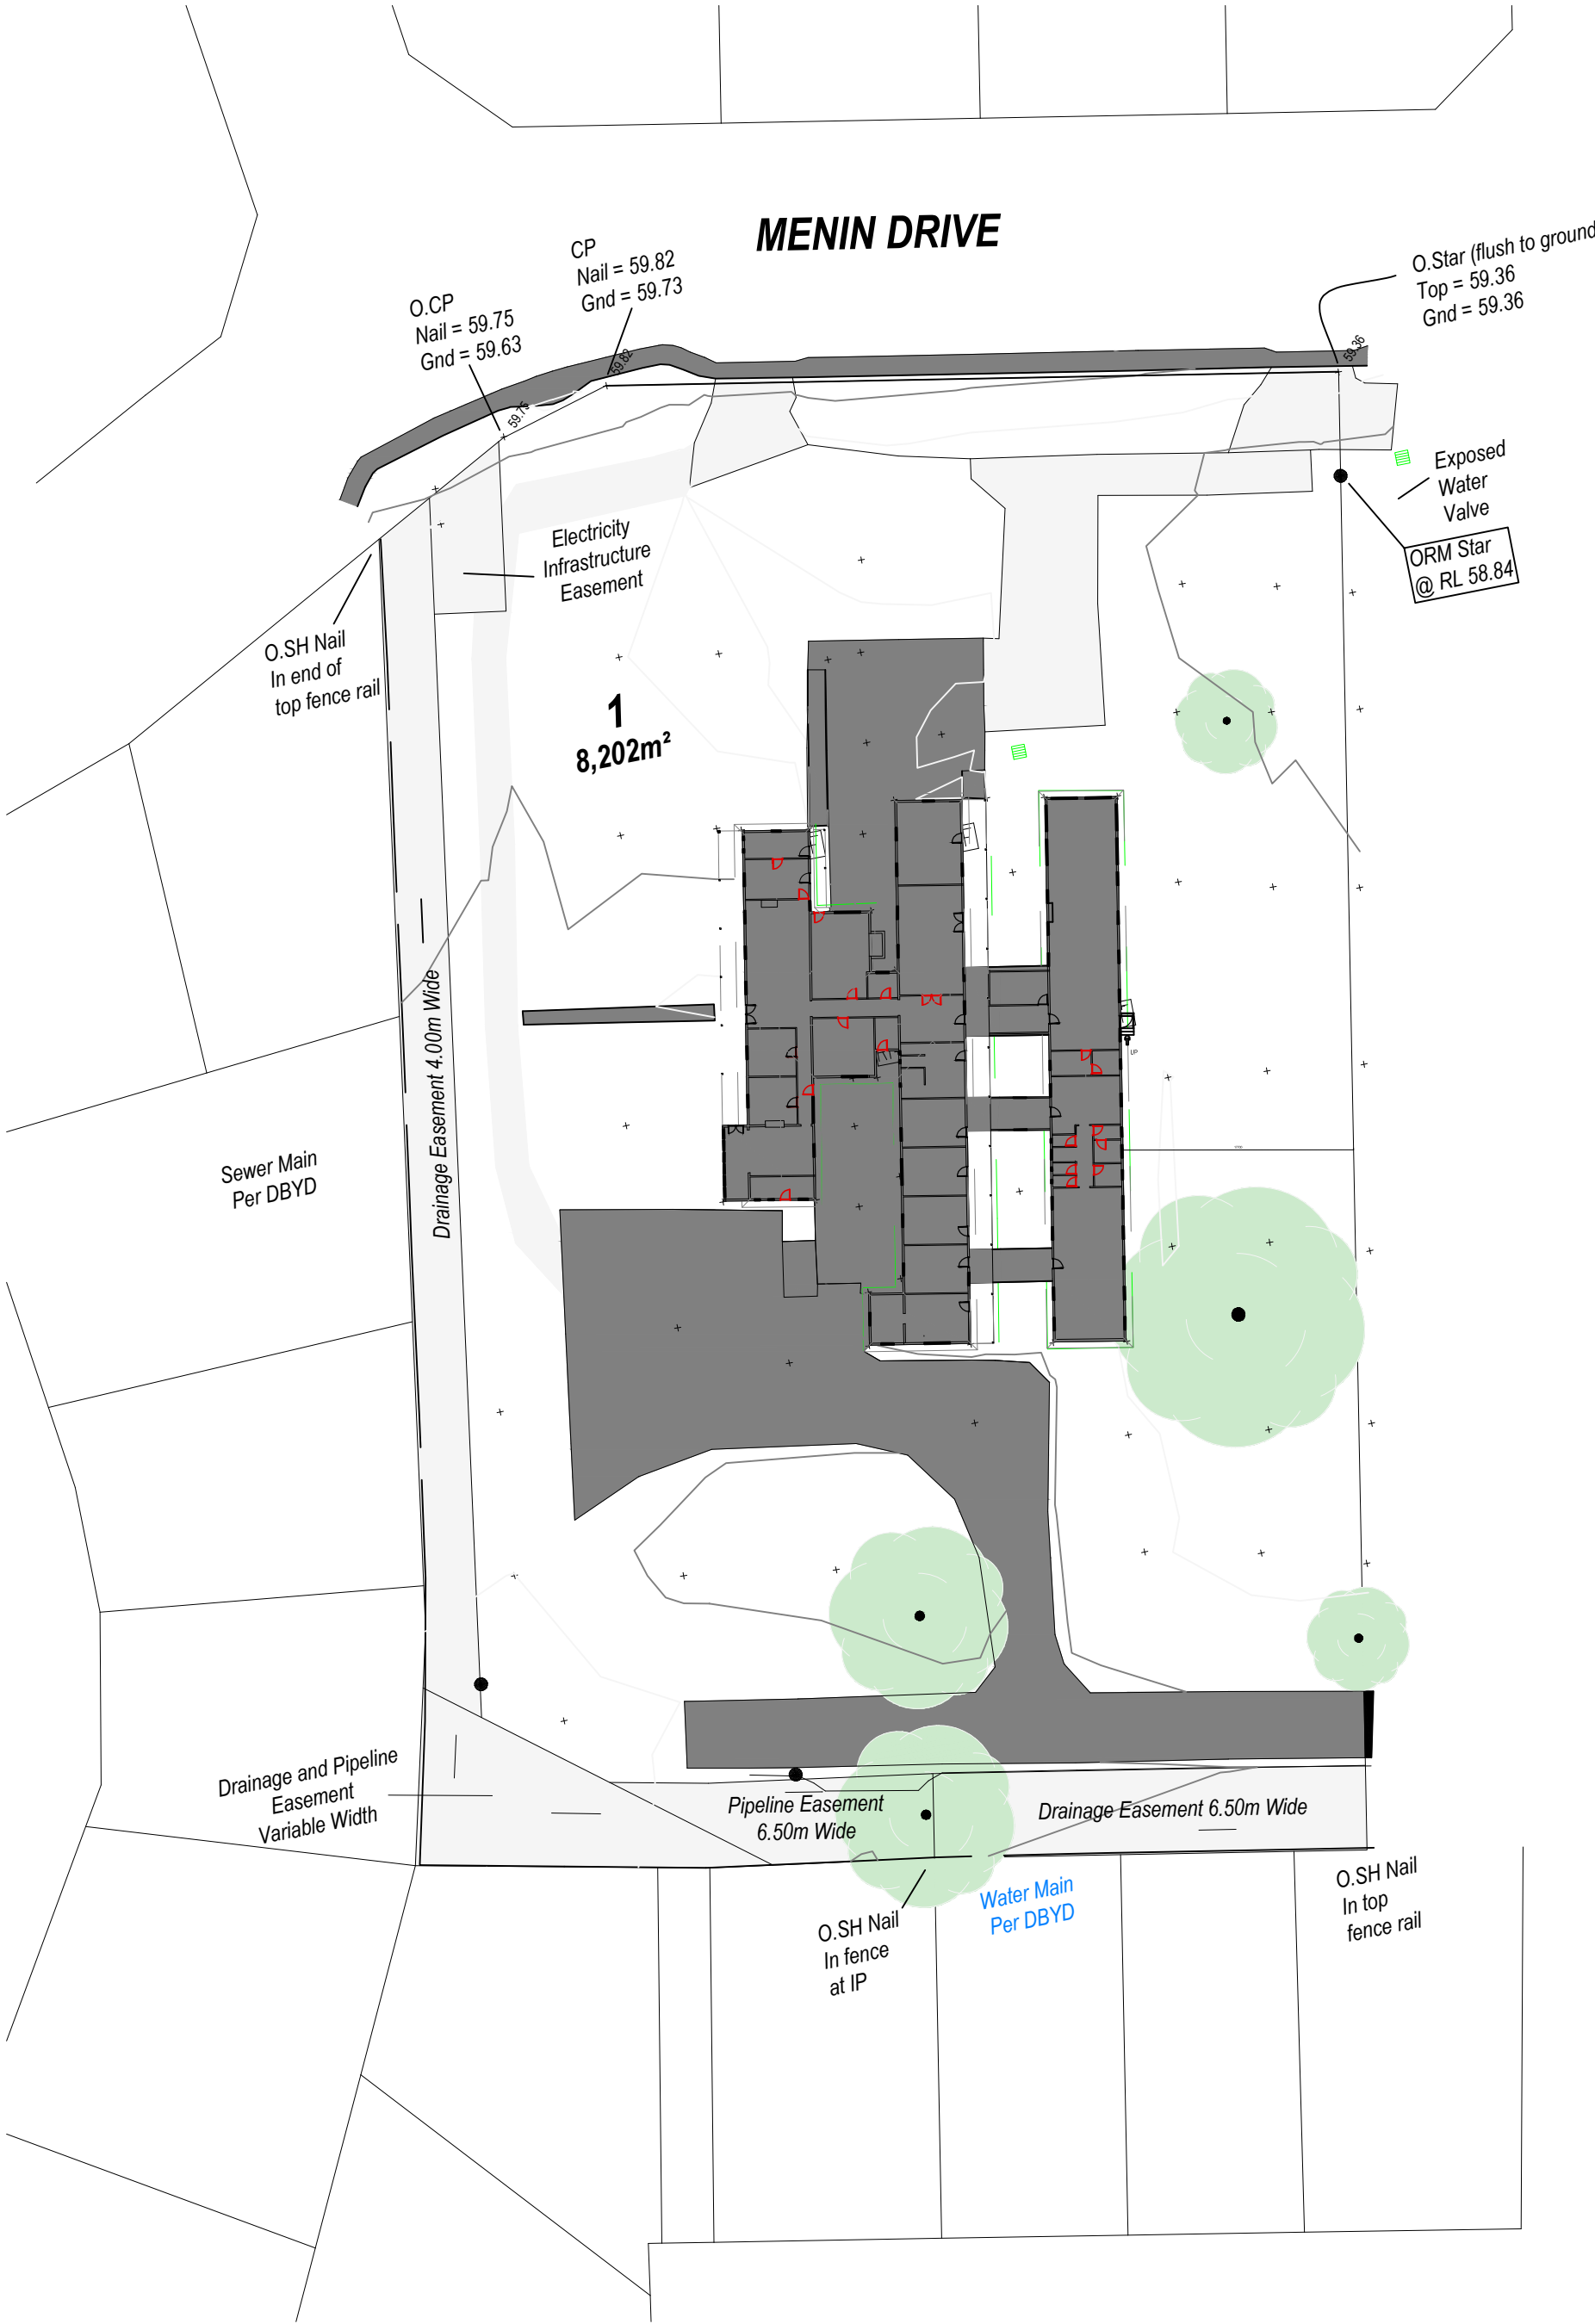 MENIN DRIVE
CP
Nail = 59.82
Gnd = 59.73
O.CP
Nail = 59.75
Gnd = 59.63
O.Star (flush to ground
Top = 59.36
Gnd = 59.36
59.82
59.75
59.36
Exposed
Water
Valve
ORM Star
@ RL 58.84
Electricity
Infrastructure
Easement
O.SH Nail
In end of
top fence rail
1
8,202m²
Drainage Easement 4.00m Wide
UP
Sewer Main
Per DBYD
Drainage and Pipeline
Easement
Variable Width
Pipeline Easement
6.50m Wide
Drainage Easement 6.50m Wide
O.SH Nail
In fence
at IP
Water Main
Per DBYD
O.SH Nail
In top
fence rail